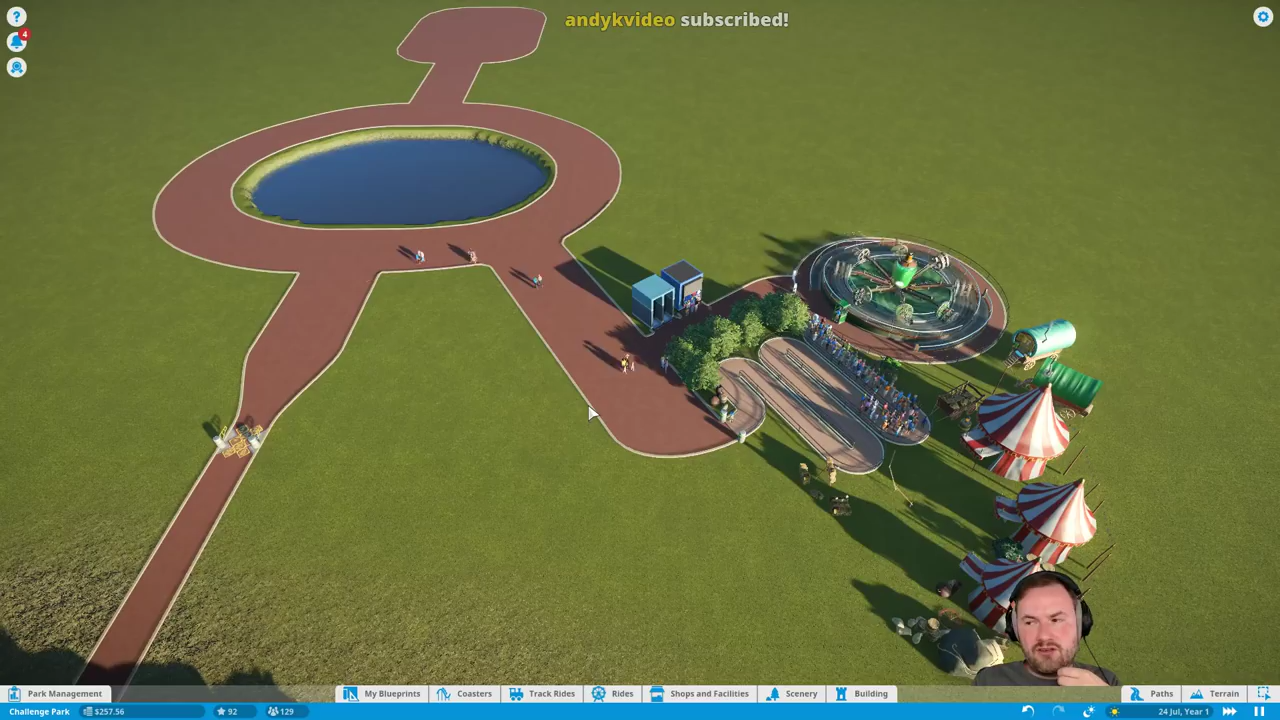 andykvideo subscribed!
?
4
Park Management
My Blueprints
Coasters
Track Rides
Rides
Shops and Facilities
Scenery
Building
Paths
Terrain
Challenge Park
$257.56
92
129
24 Jul, Year 1